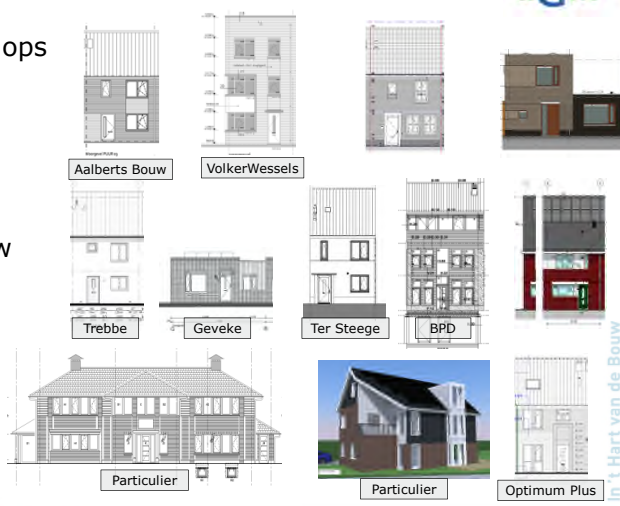 ops
Aalberts Bouw
VolkerWessels
w
Trebbe
Geveke
Ter Steege
BPD
Particulier
Particulier
Optimum Plus
In 't Hart van de Bouw